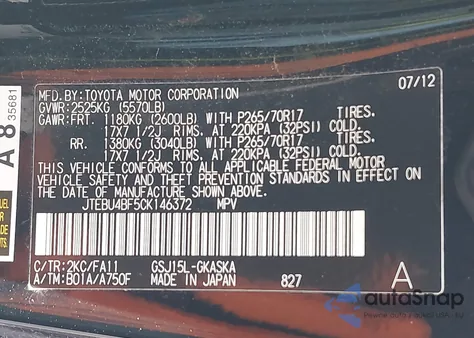 A 8
35681
MFD. BY: TOYOTA MOTOR CORPORATION 07/12
GVWR: 2525KG (5570LB)
GAWR: FRT. 1180KG (2600LB) WITH P265/70R17 TIRES.
17X7 1/2J RIMS. AT 220KPA (32PSI) COLD.
RR. 1380KG (3040LB) WITH P265/70R17 TIRES.
17X7 1/2J RIMS. AT 220KPA (32PSI) COLD.
THIS VEHICLE CONFORMS TO ALL APPLICABLE FEDERAL MOTOR
VEHICLE SAFETY AND THEFT PREVENTION STANDARDS IN EFFECT ON
THE DATE OF MANUFACTURE SHOWN ABOVE.
JTEBU4BF5CK146372 MPV
C/TR: 2KC/FA11 GSJ15L-GKASKA
A/TM: B01A/A750F MADE IN JAPAN 827 A
autoSnap